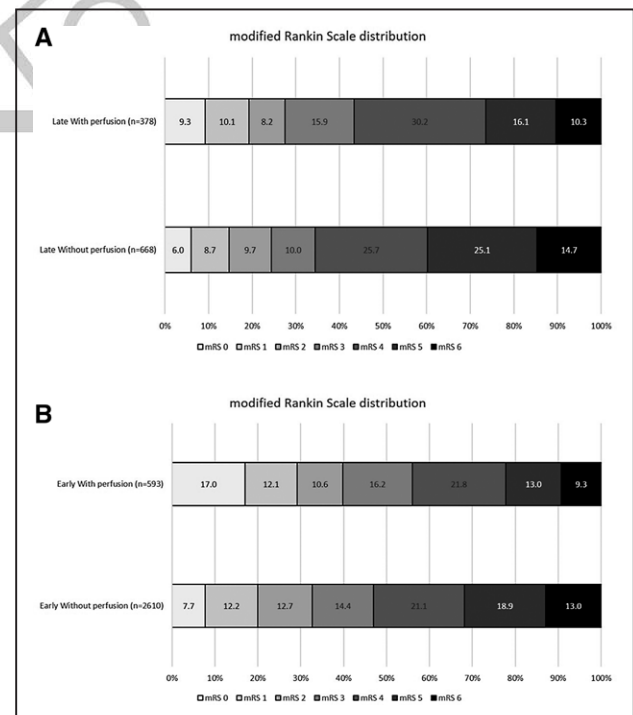 A
modified Rankin Scale distribution
Late With perfusion (n=378)
9.3 10.1 8.2 15.9 30.2 16.1 10.3
Late Without perfusion (n=668)
6.0 8.7 9.7 10.0 25.7 25.1 14.7
0% 10% 20% 30% 40% 50% 60% 70% 80% 90% 100%
mRS 0 mRS 1 mRS 2 mRS 3 mRS 4 mRS 5 mRS 6
B
modified Rankin Scale distribution
Early With perfusion (n=593)
17.0 12.1 10.6 16.2 21.8 13.0 9.3
Early Without perfusion (n=2610)
7.7 12.2 12.7 14.4 21.1 18.9 13.0
0% 10% 20% 30% 40% 50% 60% 70% 80% 90% 100%
mRS 0 mRS 1 mRS 2 mRS 3 mRS 4 mRS 5 mRS 6